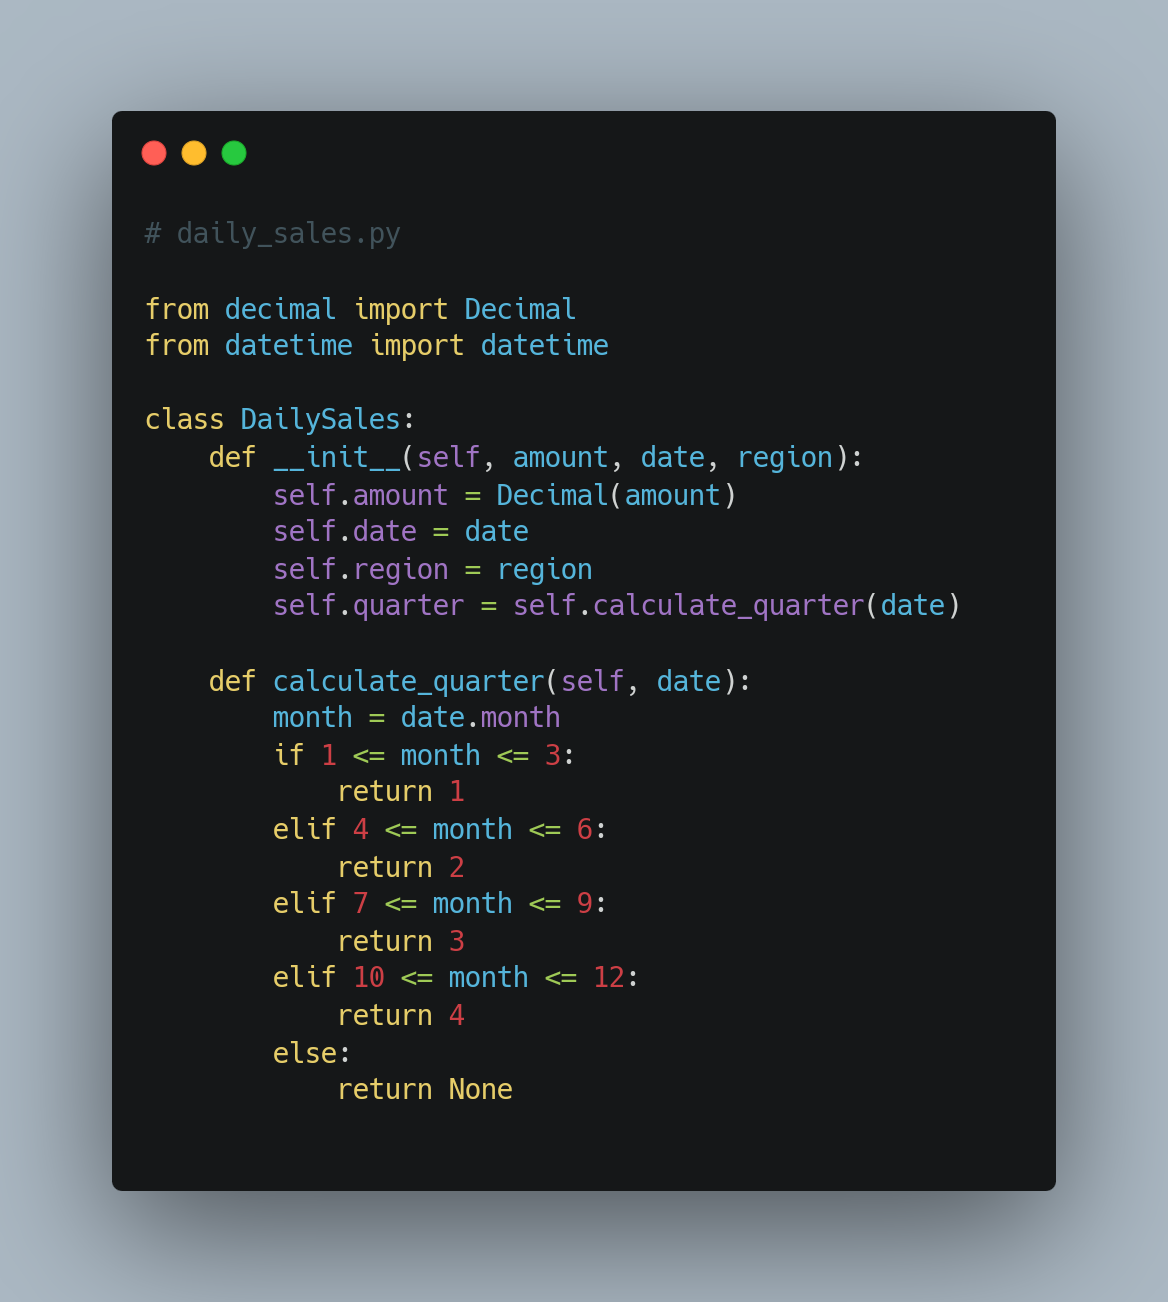 # daily_sales.py

from decimal import Decimal
from datetime import datetime

class DailySales:
    def __init__(self, amount, date, region):
        self.amount = Decimal(amount)
        self.date = date
        self.region = region
        self.quarter = self.calculate_quarter(date)

    def calculate_quarter(self, date):
        month = date.month
        if 1 <= month <= 3:
            return 1
        elif 4 <= month <= 6:
            return 2
        elif 7 <= month <= 9:
            return 3
        elif 10 <= month <= 12:
            return 4
        else:
            return None